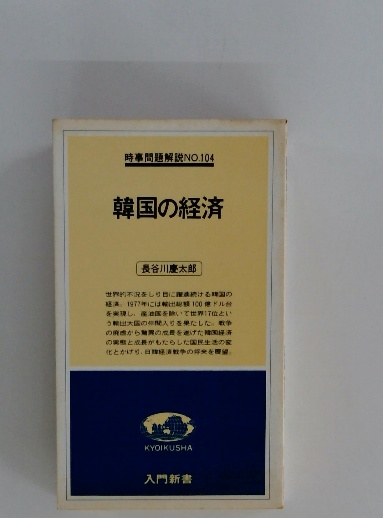 時事問題解説NO.104
韓国の経済
長谷川慶太郎
世界的不況をしり目に躍進続ける韓国の
経済。1977年には輸出総額100億ドル台
を実現し、産油国を除いて世界17位とい
う輸出大国の仲間入りを果たした。戦争
の廃虚から驚異の成長を遂げた韓国経済
の実態と成長がもたらした国民生活の変
化とかげり、日韓経済戦争の将来を展望。
KYOIKUSHA
入門新書